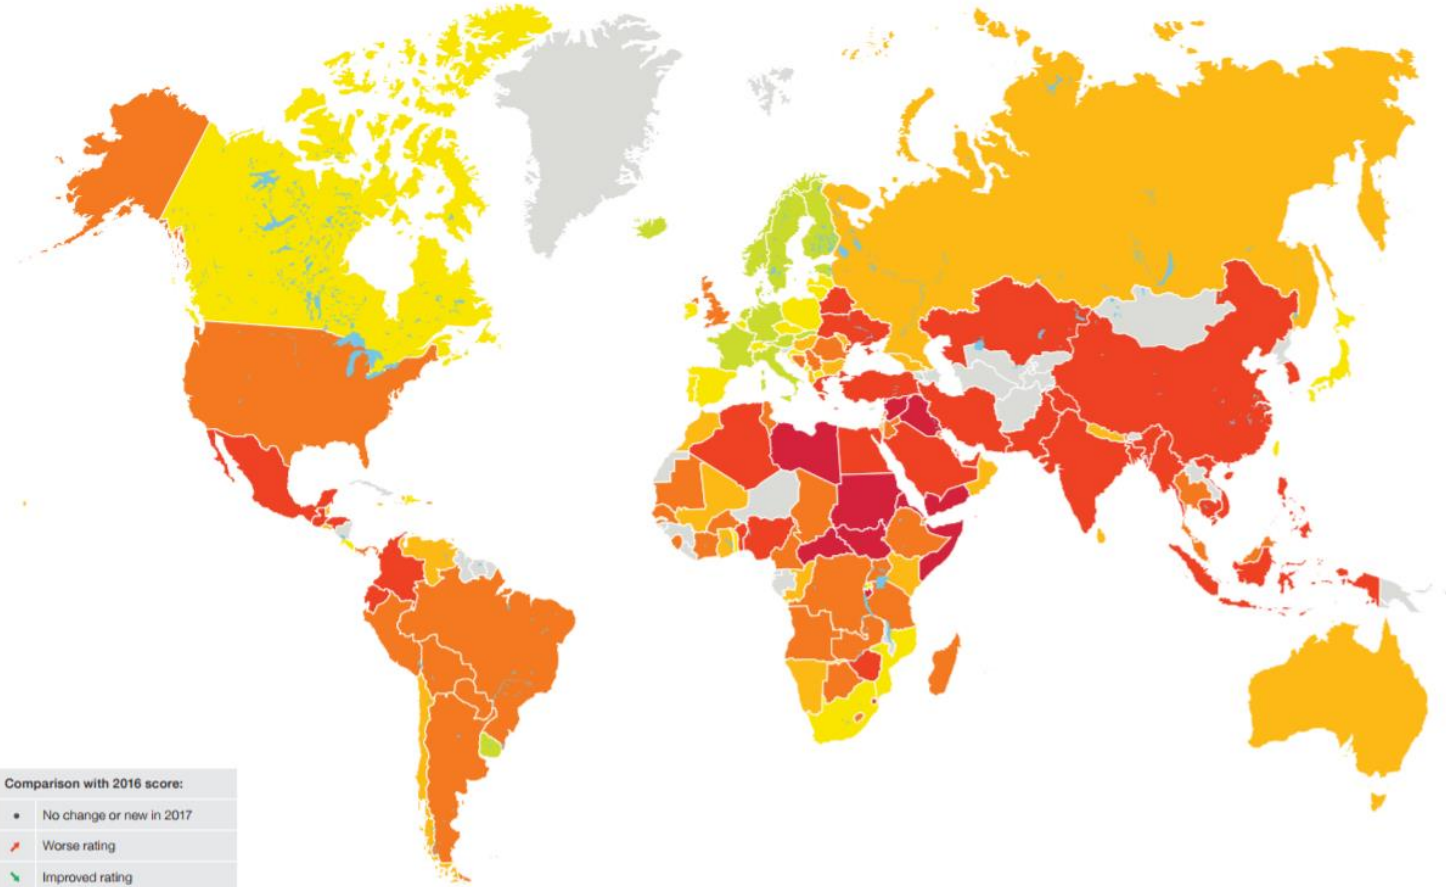 Comparison with 2016 score:
No change or new in 2017
Worse rating
Improved rating